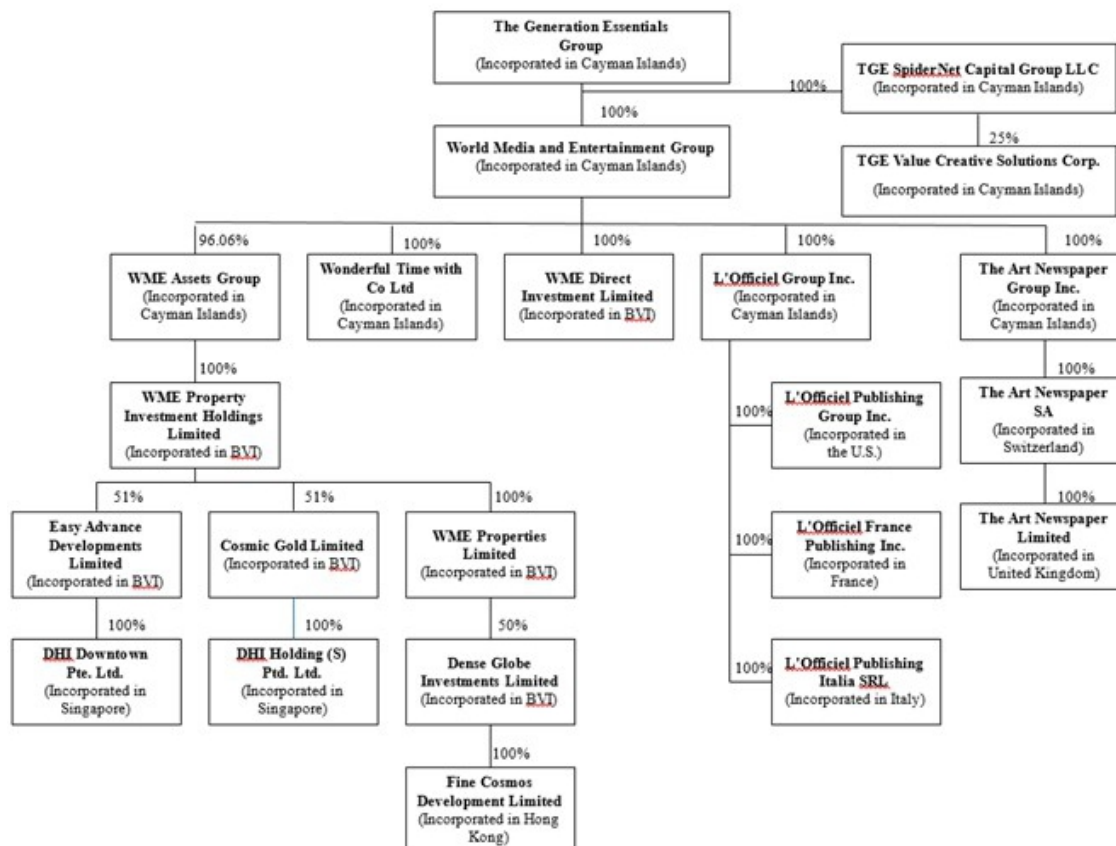 The Generation Essentials
Group
(Incorporated in Cayman Islands)
TGE SpiderNet Capital Group LLC
(Incorporated in Cayman Islands)
100%
100%
25%
World Media and Entertainment Group
(Incorporated in Cayman Islands)
TGE Value Creative Solutions Corp.
(Incorporated in Cayman Islands)
96.06%
100%
100%
100%
100%
WME Assets Group
(Incorporated in
Cayman Islands)
Wonderful Time with
Co Ltd
(Incorporated in
Cayman Islands)
WME Direct
Investment Limited
(Incorporated in BVI)
L'Officiel Group Inc.
(Incorporated in
Cayman Islands)
The Art Newspaper
Group Inc.
(Incorporated in
Cayman Islands)
100%
100%
WME Property
Investment Holdings
Limited
(Incorporated in BVI)
100%
L'Officiel Publishing
Group Inc.
(Incorporated in
the U.S.)
The Art Newspaper
SA
(Incorporated in
Switzerland)
51%
51%
100%
100%
Easy Advance
Developments
Limited
(Incorporated in BVI)
Cosmic Gold Limited
(Incorporated in BVI)
WME Properties
Limited
(Incorporated in BVI)
100%
L'Officiel France
Publishing Inc.
(Incorporated in
France)
The Art Newspaper
Limited
(Incorporated in
United Kingdom)
100%
100%
50%
DHI Downtown
Pte. Ltd.
(Incorporated in
Singapore)
DHI Holding (S)
Ptd. Ltd.
(Incorporated in
Singapore)
Dense Globe
Investments Limited
(Incorporated in BVI)
100%
L'Officiel Publishing
Italia SRL
(Incorporated in Italy)
100%
Fine Cosmos
Development Limited
(Incorporated in Hong
Kong)